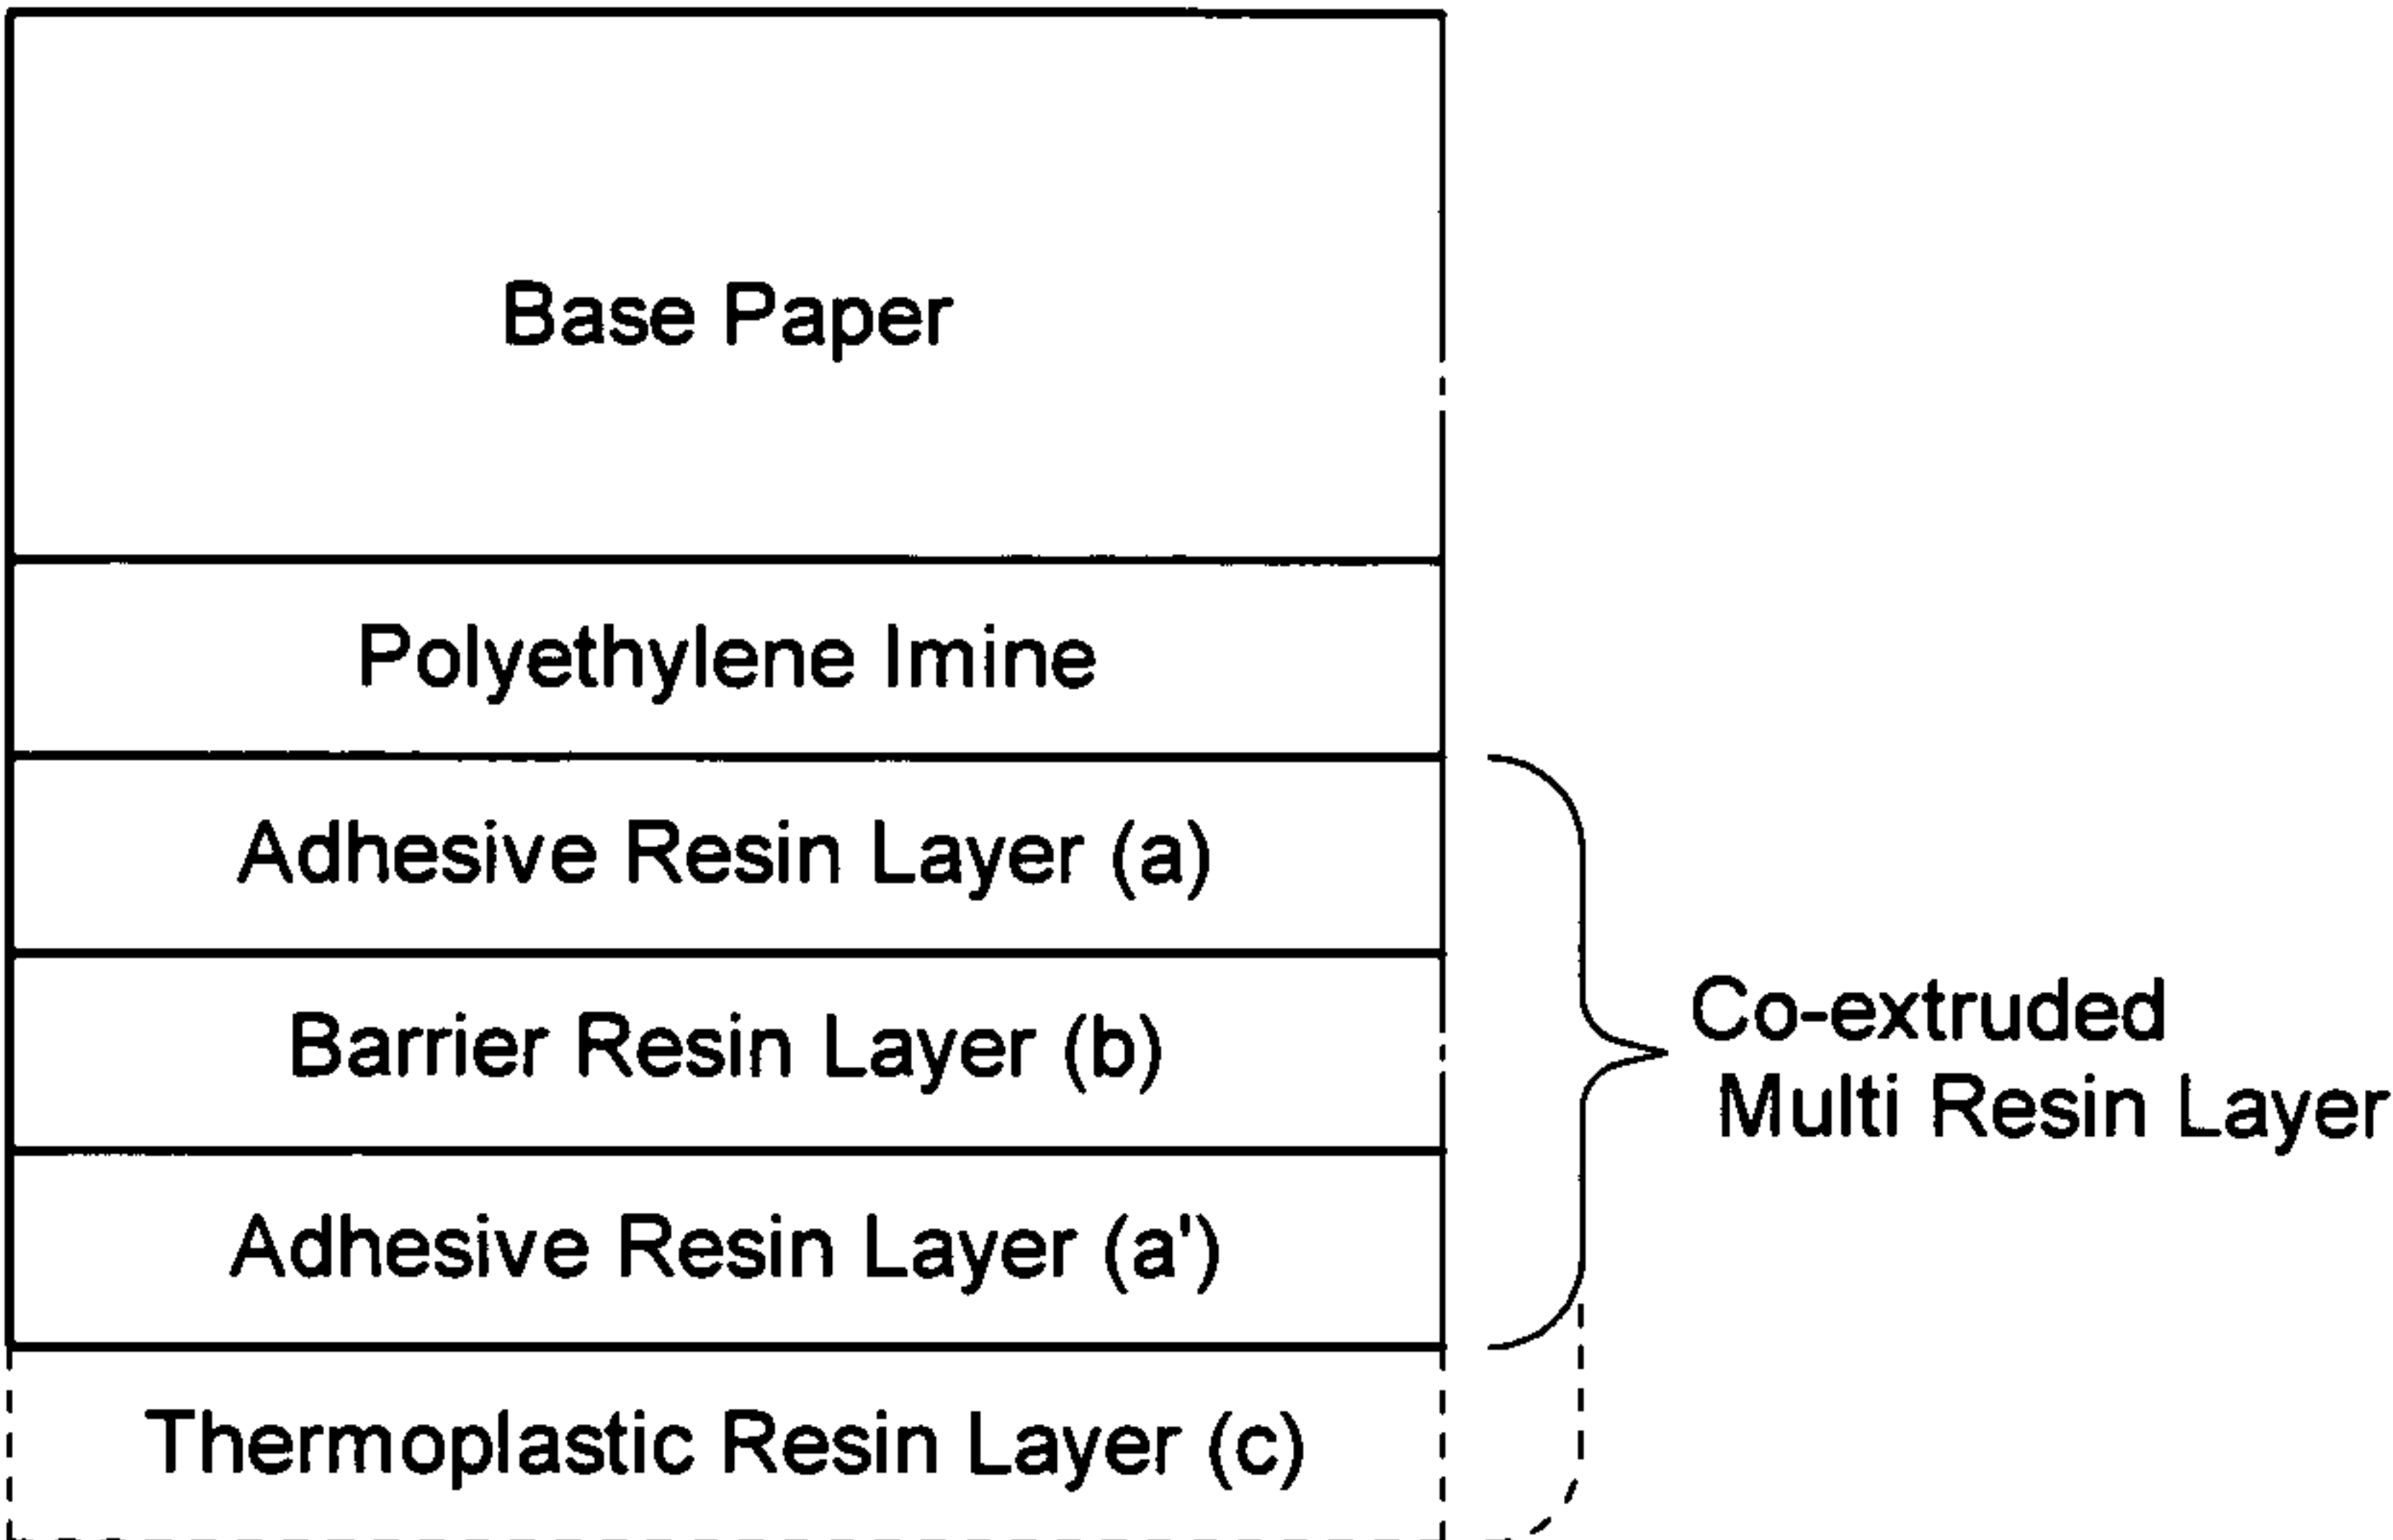 Base Paper
Polyethylene Imine
Adhesive Resin Layer (a)
Barrier Resin Layer (b)
Adhesive Resin Layer (a')
Thermoplastic Resin Layer (c)
Co-extruded
Multi Resin Layer